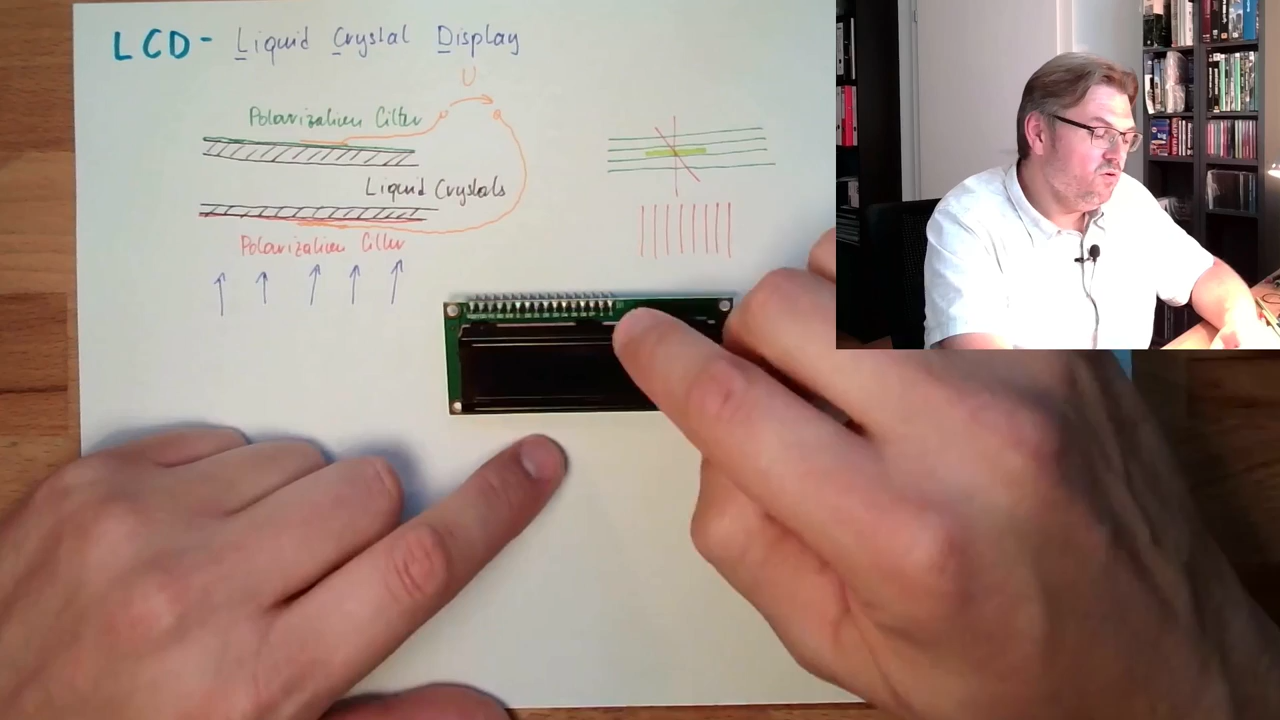 LCD - Liquid Crystal Display
U
Polarization Filter
Liquid Crystals
Polarization Filter